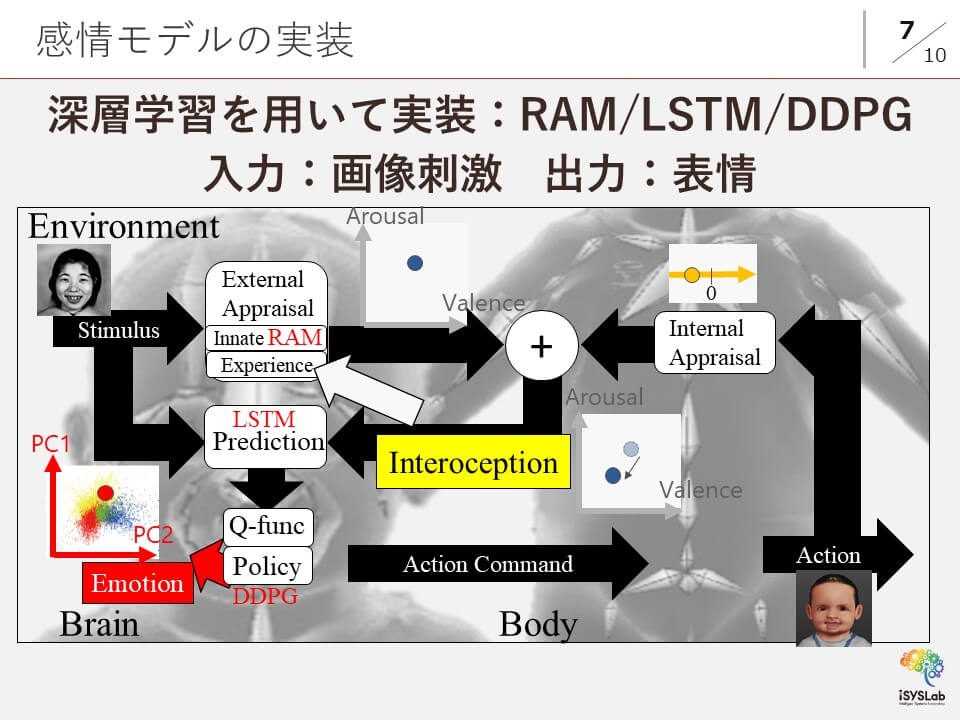 感情モデルの実装
7
10
深層学習を用いて実装：RAM/LSTM/DDPG
入力：画像刺激　出力：表情
Environment
Arousal
Valence
Stimulus
External
Appraisal
Innate RAM
Experience
+
0
Internal
Appraisal
LSTM
Prediction
Interoception
Arousal
Valence
PC1
PC2
Emotion
Q-func
Policy
DDPG
Action Command
Action
Brain
Body
iSYSLab
Intelligent Systems Laboratory